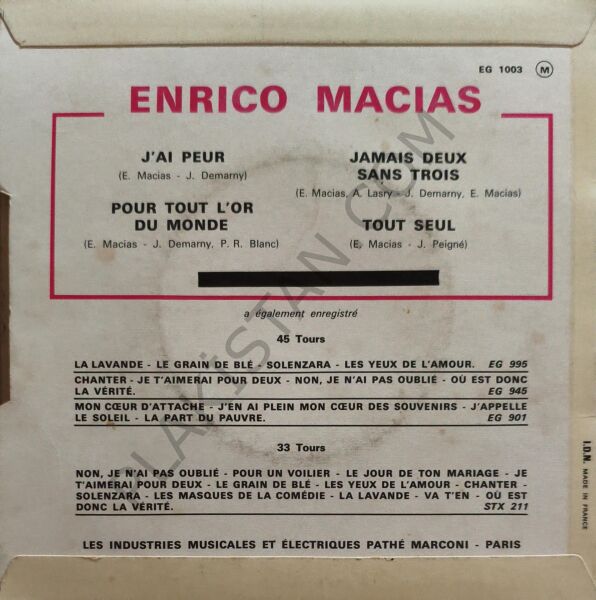 EG 1003 M
ENRICO MACIAS
J'AI PEUR
(E. Macias - J. Demarny)
JAMAIS DEUX
SANS TROIS
(E. Macias, A. Lasry - J. Demarny, E. Macias)
POUR TOUT L'OR
DU MONDE
(E. Macias - J. Demarny, P. R. Blanc)
TOUT SEUL
(E. Macias - J. Peigné)
a également enregistré
45 Tours
LA LAVANDE - LE GRAIN DE BLÉ - SOLENZARA - LES YEUX DE L'AMOUR. EG 995
CHANTER - JE T'AIMERAI POUR DEUX - NON, JE N'AI PAS OUBLIÉ - OÙ EST DONC
LA VÉRITÉ. EG 945
MON CŒUR D'ATTACHE - J'EN AI PLEIN MON CŒUR DES SOUVENIRS - J'APPELLE
LE SOLEIL - LA PART DU PAUVRE. EG 901
33 Tours
NON, JE N'AI PAS OUBLIÉ - POUR UN VOILIER - LE JOUR DE TON MARIAGE - JE
T'AIMERAI POUR DEUX - LE GRAIN DE BLÉ - LES YEUX DE L'AMOUR - CHANTER -
SOLENZARA - LES MASQUES DE LA COMÉDIE - LA LAVANDE - VA T'EN - OÙ EST
DONC LA VÉRITÉ. STX 211
LES INDUSTRIES MUSICALES ET ÉLECTRIQUES PATHÉ MARCONI - PARIS
I.D.N. MADE IN FRANCE
PLAKISTAN.COM